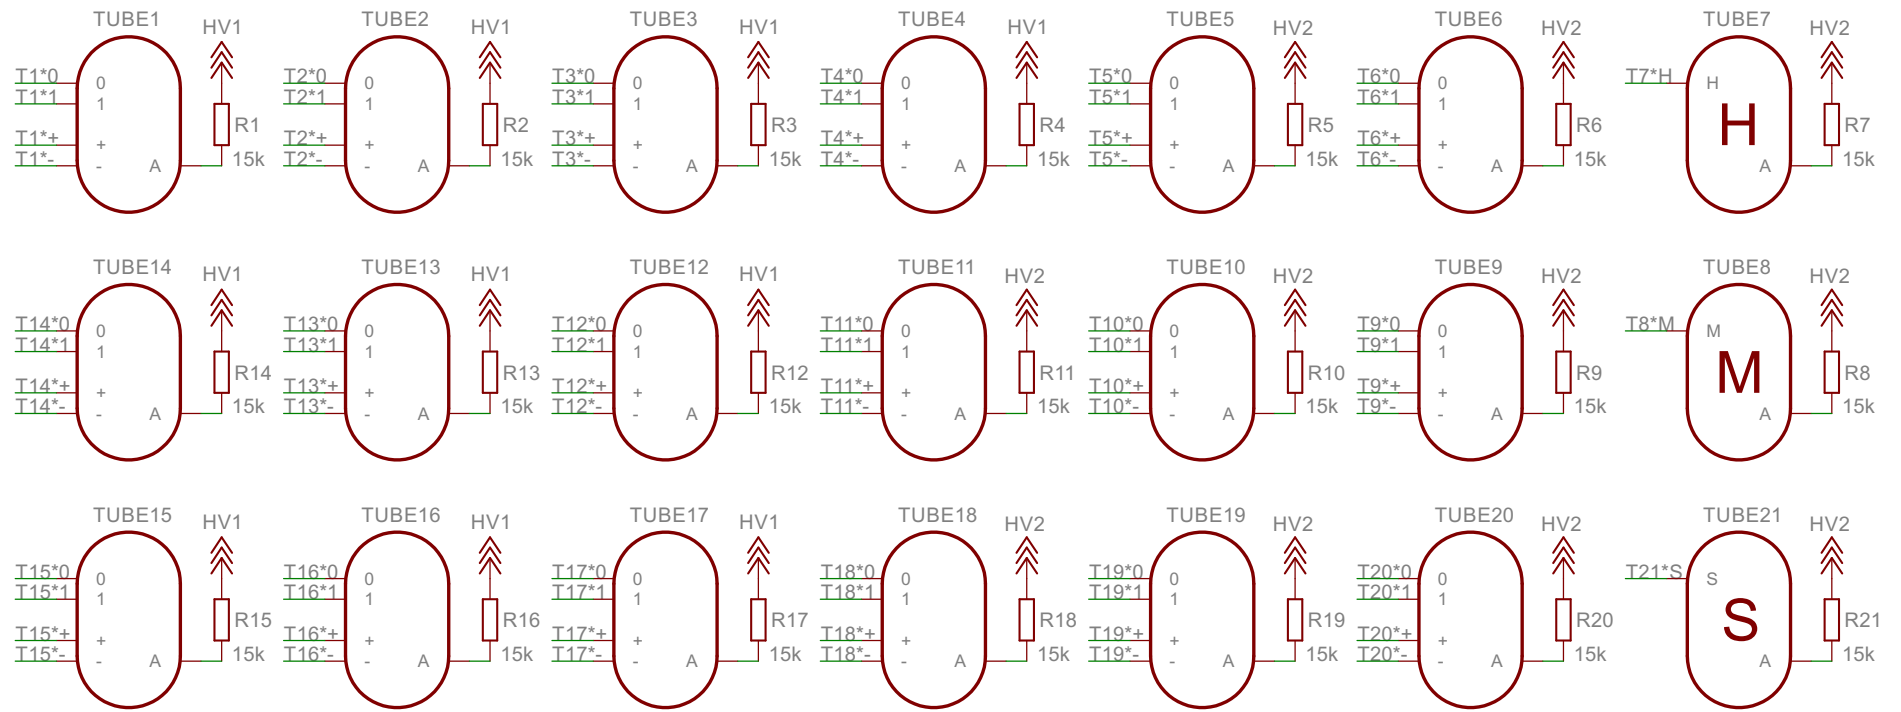 TUBE1 TUBE2 TUBE3 TUBE4 TUBE5 TUBE6 TUBE7
HV1 HV1 HV1 HV1 HV2 HV2 HV2
T1*0 0 T2*0 0 T3*0 0 T4*0 0 T5*0 0 T6*0 0 T7*H H
T1*1 1 T2*1 1 T3*1 1 T4*1 1 T5*1 1 T6*1 1
R1 R2 R3 R4 R5 R6 H R7
T1*+ + T2*+ + T3*+ + T4*+ + T5*+ + T6*+ +
T1*- - A 15k T2*- - A 15k T3*- - A 15k T4*- - A 15k T5*- - A 15k T6*- - A 15k A 15k
TUBE14 TUBE13 TUBE12 TUBE11 TUBE10 TUBE9 TUBE8
HV1 HV1 HV1 HV2 HV2 HV2 HV2
T14*0 0 T13*0 0 T12*0 0 T11*0 0 T10*0 0 T9*0 0 T8*M M
T14*1 1 T13*1 1 T12*1 1 T11*1 1 T10*1 1 T9*1 1
R14 R13 R12 R11 R10 R9 M R8
T14*+ + T13*+ + T12*+ + T11*+ + T10*+ + T9*+ +
T14*- - A 15k T13*- - A 15k T12*- - A 15k T11*- - A 15k T10*- - A 15k T9*- - A 15k A 15k
TUBE15 TUBE16 TUBE17 TUBE18 TUBE19 TUBE20 TUBE21
HV1 HV1 HV1 HV2 HV2 HV2 HV2
T15*0 0 T16*0 0 T17*0 0 T18*0 0 T19*0 0 T20*0 0 T21*S S
T15*1 1 T16*1 1 T17*1 1 T18*1 1 T19*1 1 T20*1 1
R15 R16 R17 R18 R19 R20 S R21
T15*+ + T16*+ + T17*+ + T18*+ + T19*+ + T20*+ +
T15*- - A 15k T16*- - A 15k T17*- - A 15k T18*- - A 15k T19*- - A 15k T20*- - A 15k A 15k